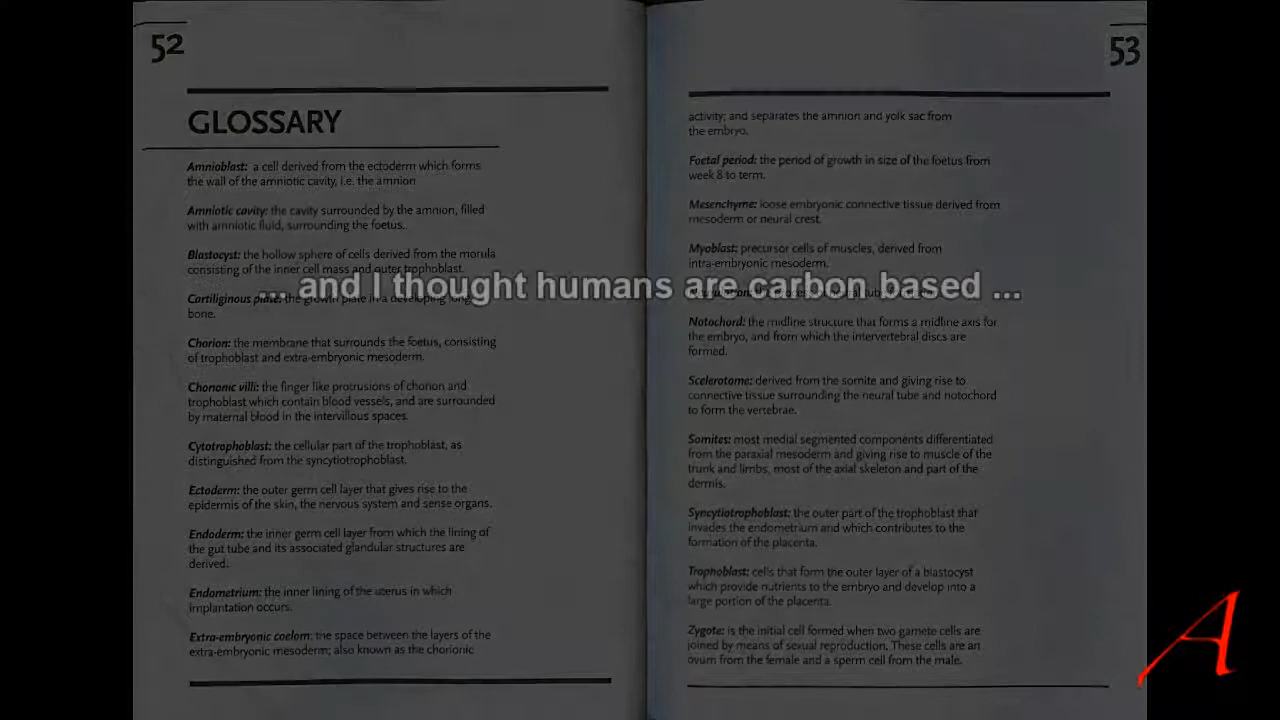 52
GLOSSARY
Amnioblast: a cell derived from the ectoderm which forms
the wall of the amniotic cavity, i.e. the amnion
Amniotic cavity: the cavity surrounded by the amnion, filled
with amniotic fluid, surrounding the foetus.
Blastocyst: the hollow sphere of cells derived from the morula
consisting of the inner cell mass and outer trophoblast.
... and I thought humans are carbon based ...
Cortiliginous plate: the growth plate in a developing long
bone.
Chorion: the membrane that surrounds the foetus, consisting
of trophoblast and extra-embryonic mesoderm.
Chononic villi: the finger like protrusions of chorion and
trophoblast which contain blood vessels, and are surrounded
by maternal blood in the intervillous spaces.
Cytotrophoblast: the cellular part of the trophoblast, as
distinguished from the syncytiotrophoblast.
Ectoderm: the outer germ cell layer that gives rise to the
epidermis of the skin, the nervous system and sense organs.
Endoderm: the inner germ cell layer from which the lining of
the gut tube and its associated glandular structures are
derived.
Endometrium: the inner lining of the uterus in which
implantation occurs.
Extra-embryonic coelom: the space between the layers of the
extra-embryonic mesoderm; also known as the chorionic
53
activity; and separates the amnion and yolk sac from
the embryo.
Foetal period: the period of growth in size of the foetus from
week 8 to term.
Mesenchyme: loose embryonic connective tissue derived from
mesoderm or neural crest.
Myoblast: precursor cells of muscles, derived from
intra-embryonic mesoderm.
Notochord: the midline structure that forms a midline axis for
the embryo, and from which the intervertebral discs are
formed.
Scelerotome: derived from the somite and giving rise to
connective tissue surrounding the neural tube and notochord
to form the vertebrae.
Somites: most medial segmented components differentiated
from the paraxial mesoderm and giving rise to muscle of the
trunk and limbs, most of the axial skeleton and part of the
dermis.
Syncytiotrophoblast: the outer part of the trophoblast that
invades the endometrium and which contributes to the
formation of the placenta.
Trophoblast: cells that form the outer layer of a blastocyst
which provide nutrients to the embryo and develop into a
large portion of the placenta.
Zygote: is the initial cell formed when two gamete cells are
joined by means of sexual reproduction. These cells are an
ovum from the female and a sperm cell from the male.
A